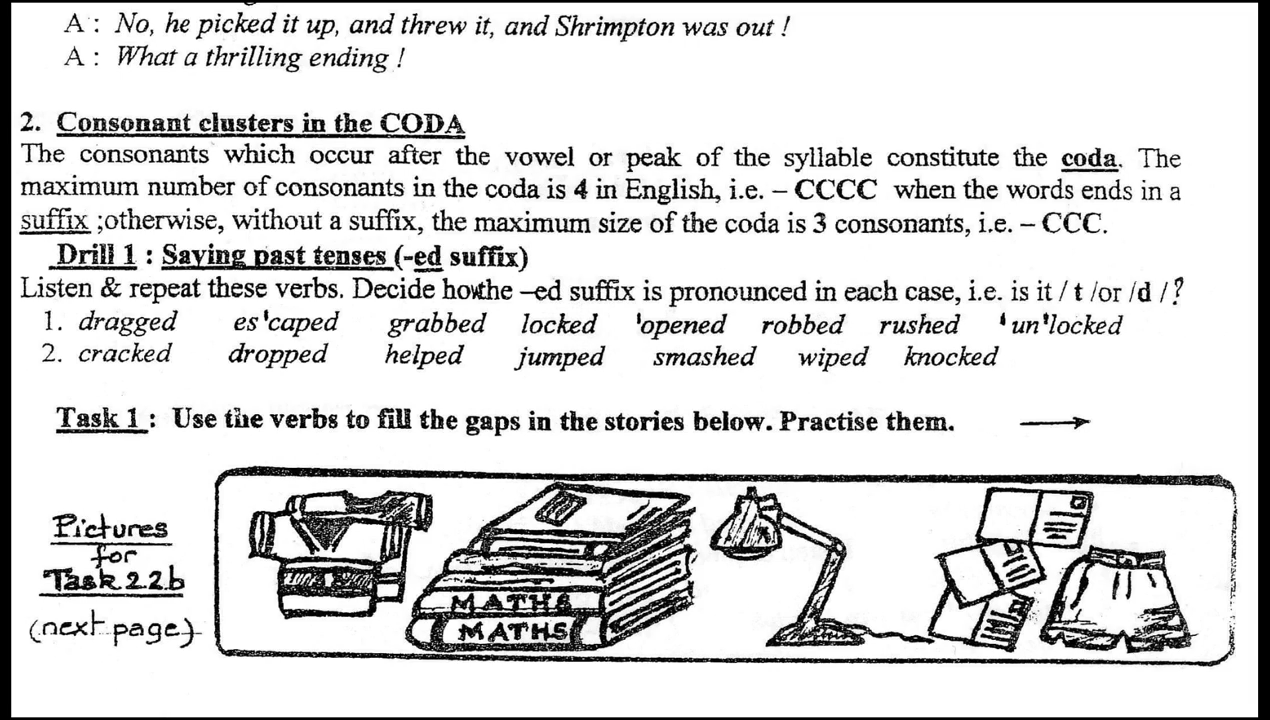 A : No, he picked it up, and threw it, and Shrimpton was out !
A : What a thrilling ending !
2. Consonant clusters in the CODA
The consonants which occur after the vowel or peak of the syllable constitute the coda. The
maximum number of consonants in the coda is 4 in English, i.e. – CCCC when the words ends in a
suffix ;otherwise, without a suffix, the maximum size of the coda is 3 consonants, i.e. – CCC.
Drill 1 : Saying past tenses (-ed suffix)
Listen & repeat these verbs. Decide how the –ed suffix is pronounced in each case, i.e. is it / t /or /d / ?
1. dragged es'caped grabbed locked 'opened robbed rushed 'un'locked
2. cracked dropped helped jumped smashed wiped knocked
Task 1 : Use the verbs to fill the gaps in the stories below. Practise them. →
Pictures
for
Task 2.2b
(next page)
MATHS
MATHS